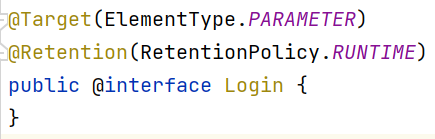 @Target(ElementType.PARAMETER)
@Retention(RetentionPolicy.RUNTIME)
public @interface Login {
}